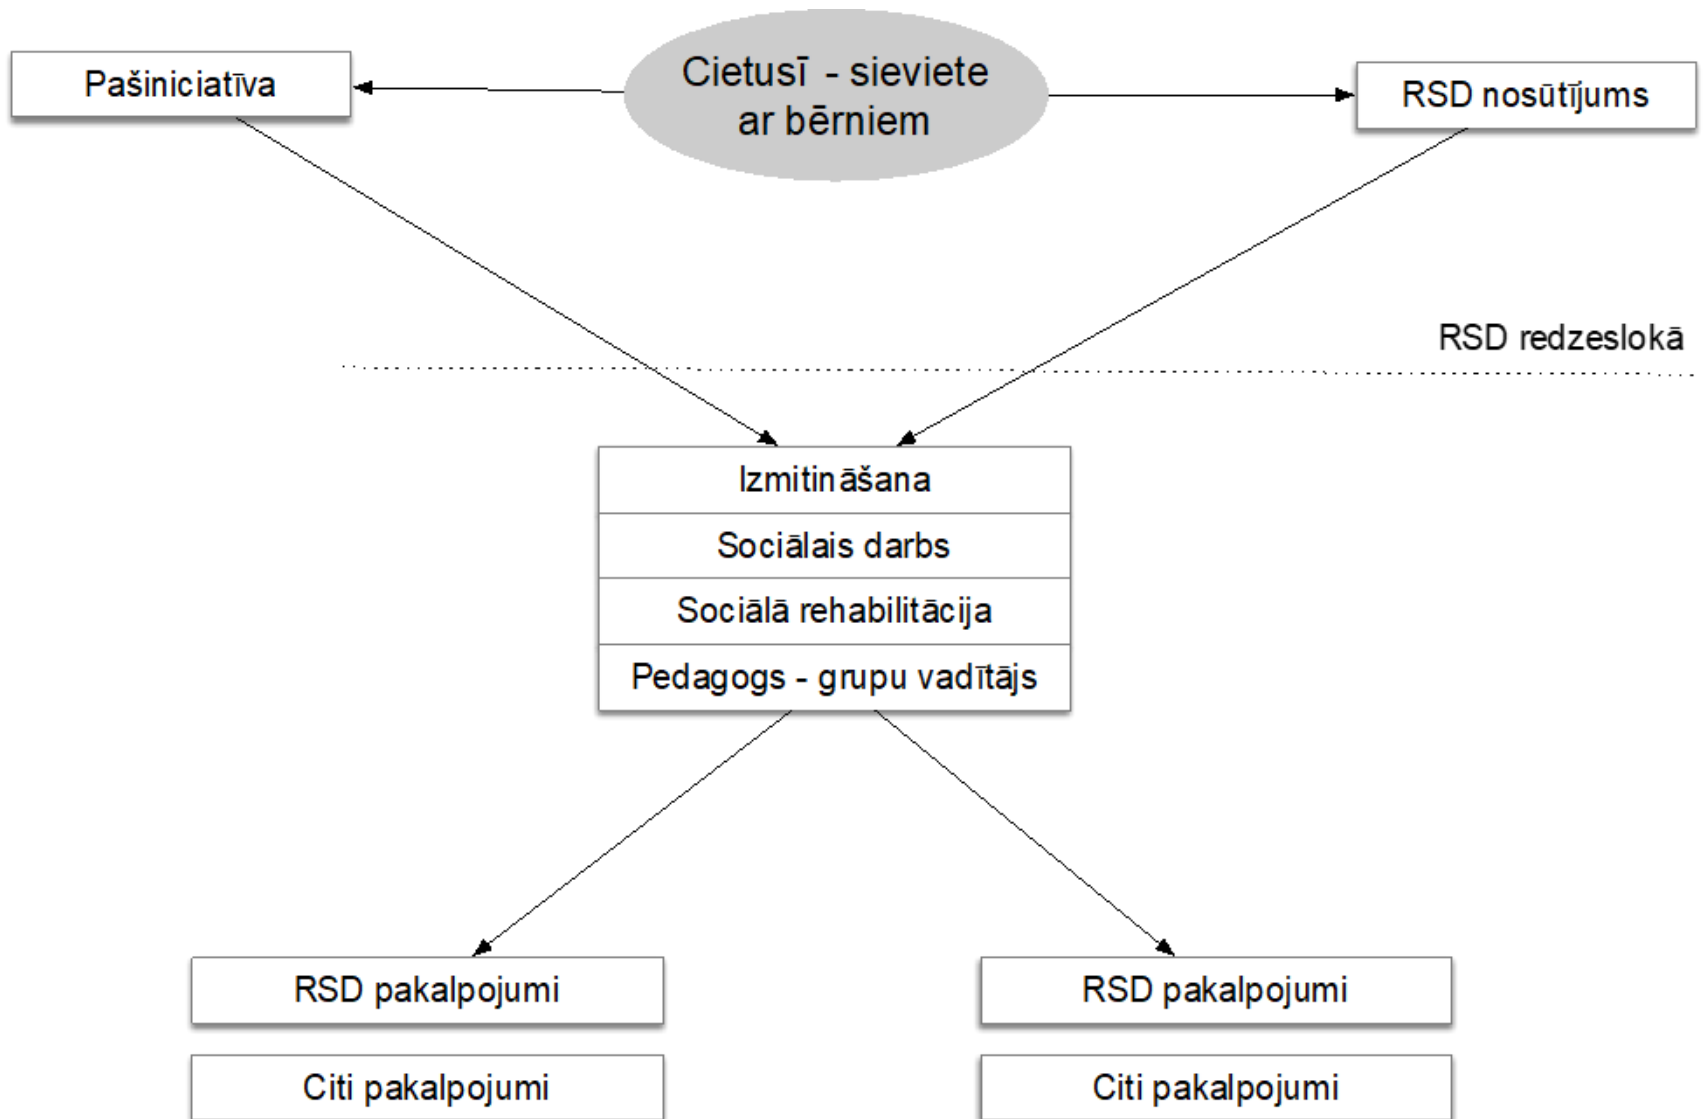 Pašiniciatīva
Cietusī - sieviete
ar bērniem
RSD nosūtījums
RSD redzeslokā
Izmitināšana
Sociālais darbs
Sociālā rehabilitācija
Pedagogs - grupu vadītājs
RSD pakalpojumi
RSD pakalpojumi
Citi pakalpojumi
Citi pakalpojumi